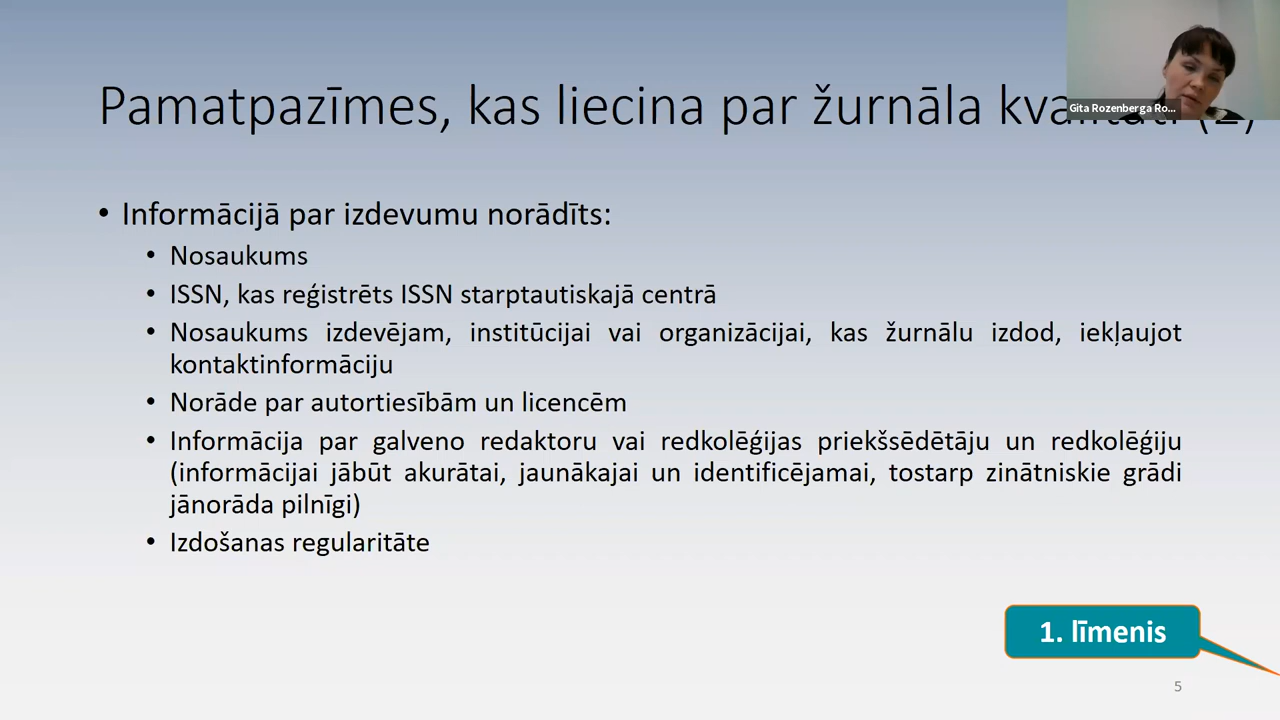 Pamatpazīmes, kas liecina par žurnāla
Gita Rozenberga Ro...
• Informācijā par izdevumu norādīts:
• Nosaukums
• ISSN, kas reģistrēts ISSN starptautiskajā centrā
• Nosaukums izdevējam, institūcijai vai organizācijai, kas žurnālu izdod, iekļaujot
kontaktinformāciju
• Norāde par autortiesībām un licencēm
• Informācija par galveno redaktoru vai redkolēģijas priekšsēdētāju un redkolēģiju
(informācijai jābūt akurātai, jaunākajai un identificējamai, tostarp zinātniskie grādi
jānorāda pilnīgi)
• Izdošanas regularitāte
1. līmenis
5